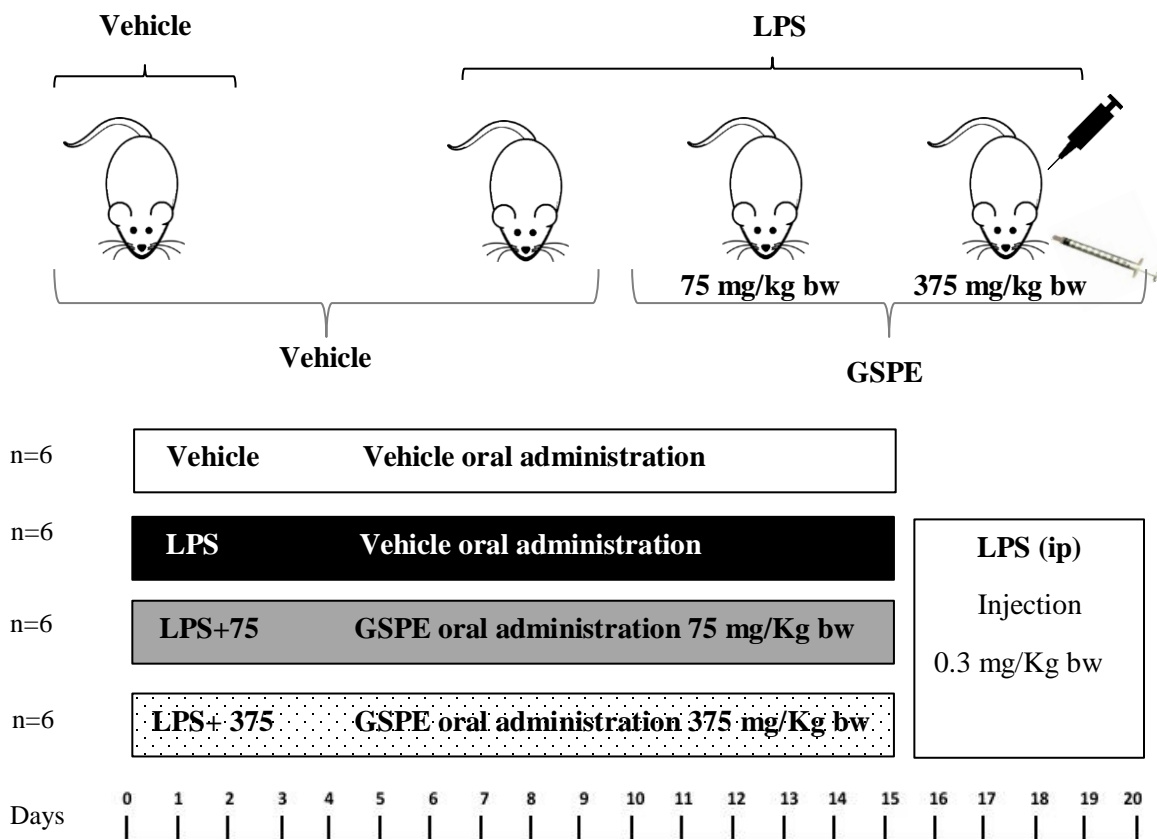 Vehicle LPS
75 mg/kg bw 375 mg/kg bw
Vehicle GSPE
n=6 Vehicle Vehicle oral administration
n=6 LPS Vehicle oral administration
n=6 LPS+75 GSPE oral administration 75 mg/Kg bw
n=6 LPS+ 375 GSPE oral administration 375 mg/Kg bw
LPS (ip)
Injection
0.3 mg/Kg bw
Days 0 1 2 3 4 5 6 7 8 9 10 11 12 13 14 15 16 17 18 19 20